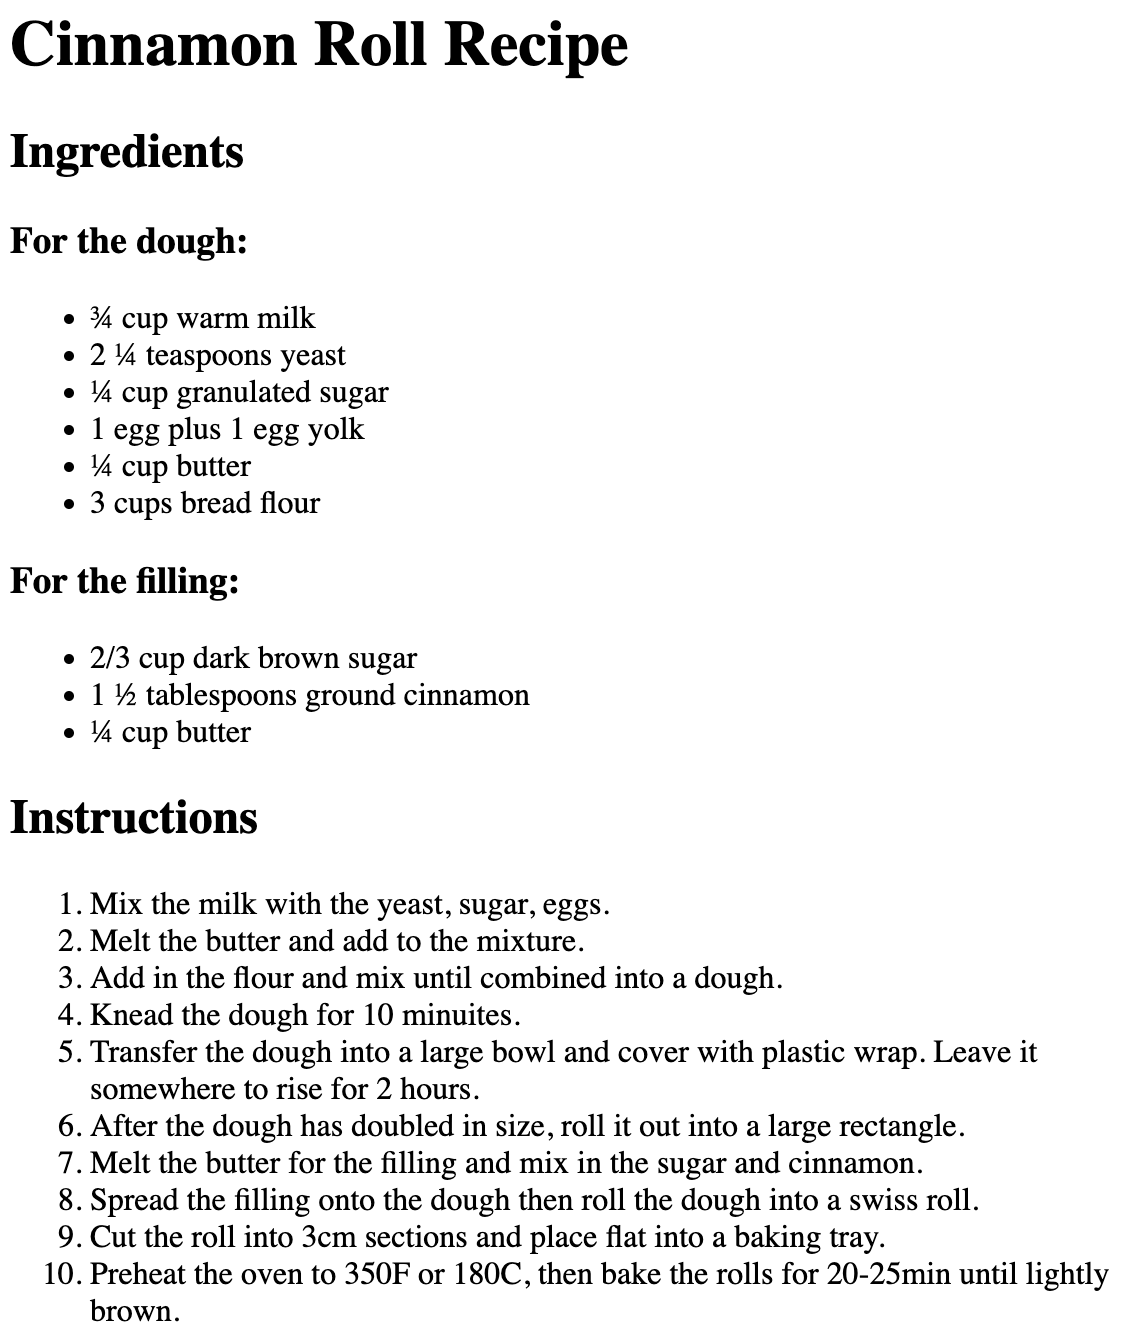 Cinnamon Roll Recipe
Ingredients
For the dough:
• ¾ cup warm milk
• 2 ¼ teaspoons yeast
• ¼ cup granulated sugar
• 1 egg plus 1 egg yolk
• ¼ cup butter
• 3 cups bread flour
For the filling:
• 2/3 cup dark brown sugar
• 1 ½ tablespoons ground cinnamon
• ¼ cup butter
Instructions
1. Mix the milk with the yeast, sugar, eggs.
2. Melt the butter and add to the mixture.
3. Add in the flour and mix until combined into a dough.
4. Knead the dough for 10 minuites.
5. Transfer the dough into a large bowl and cover with plastic wrap. Leave it
somewhere to rise for 2 hours.
6. After the dough has doubled in size, roll it out into a large rectangle.
7. Melt the butter for the filling and mix in the sugar and cinnamon.
8. Spread the filling onto the dough then roll the dough into a swiss roll.
9. Cut the roll into 3cm sections and place flat into a baking tray.
10. Preheat the oven to 350F or 180C, then bake the rolls for 20-25min until lightly
brown.